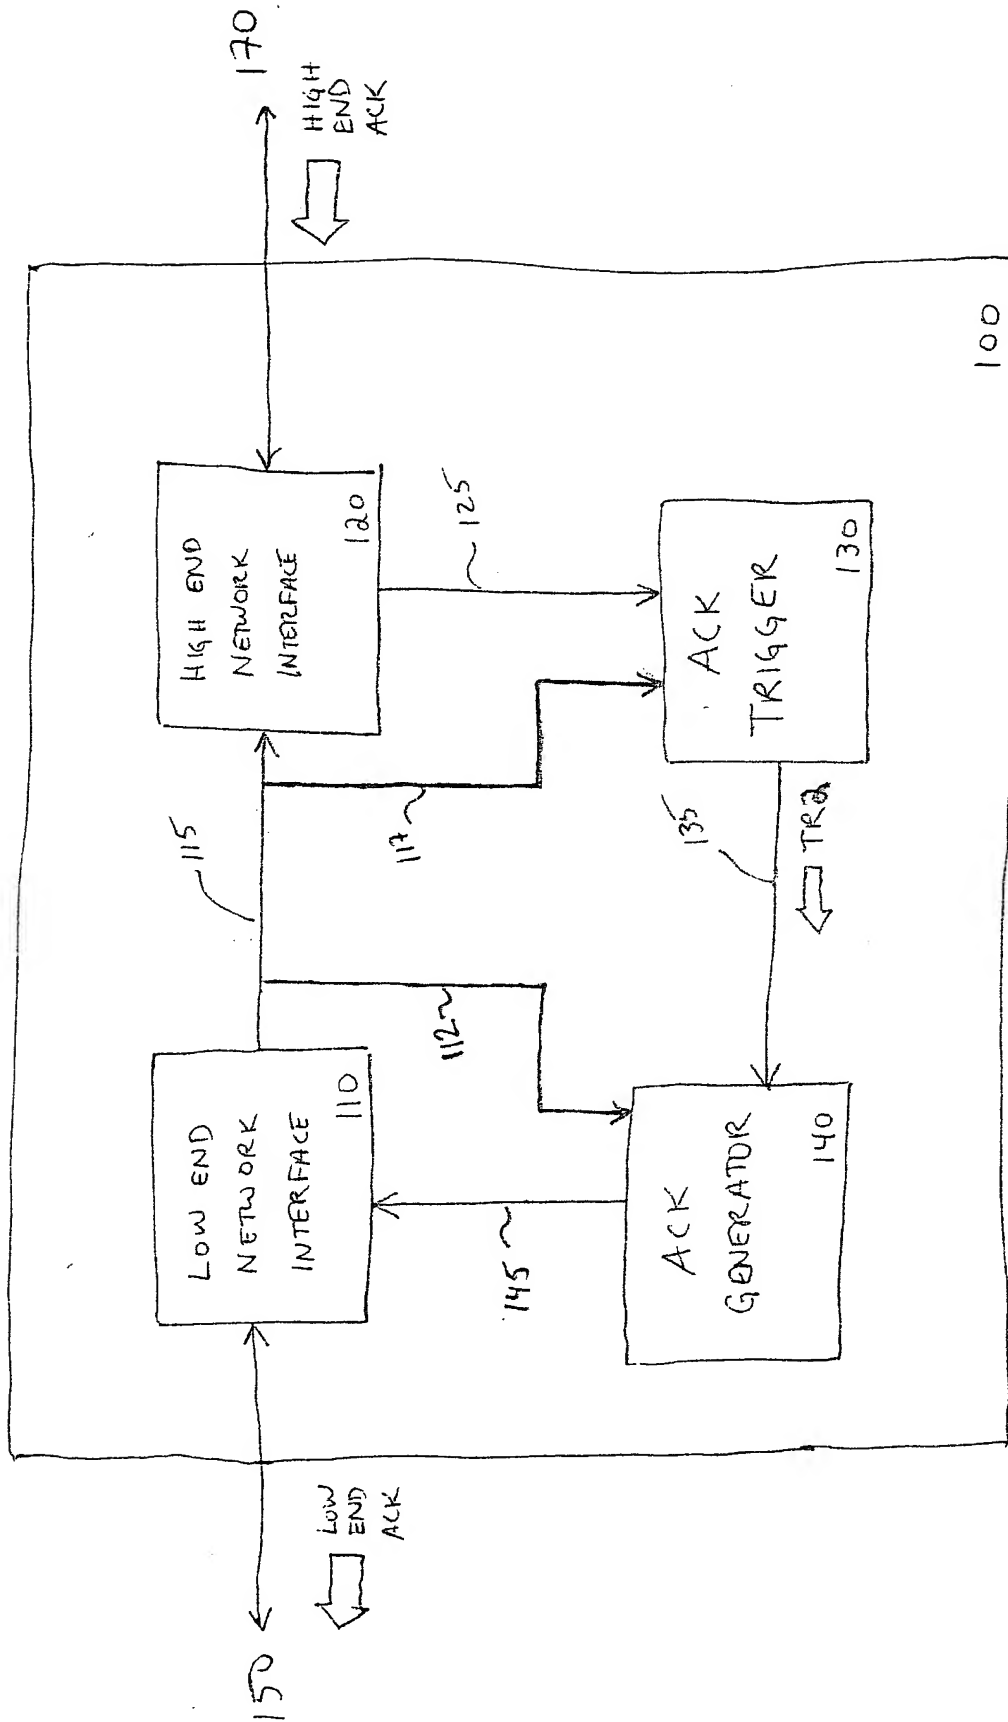 150
LOW
END
ACK
LOW END
NETWORK
INTERFACE
110
115
112
117
HIGH END
NETWORK
INTERFACE
120
170
HIGH
END
ACK
145
125
ACK
GENERATOR
140
135
TR2
ACK
TRIGGER
130
100